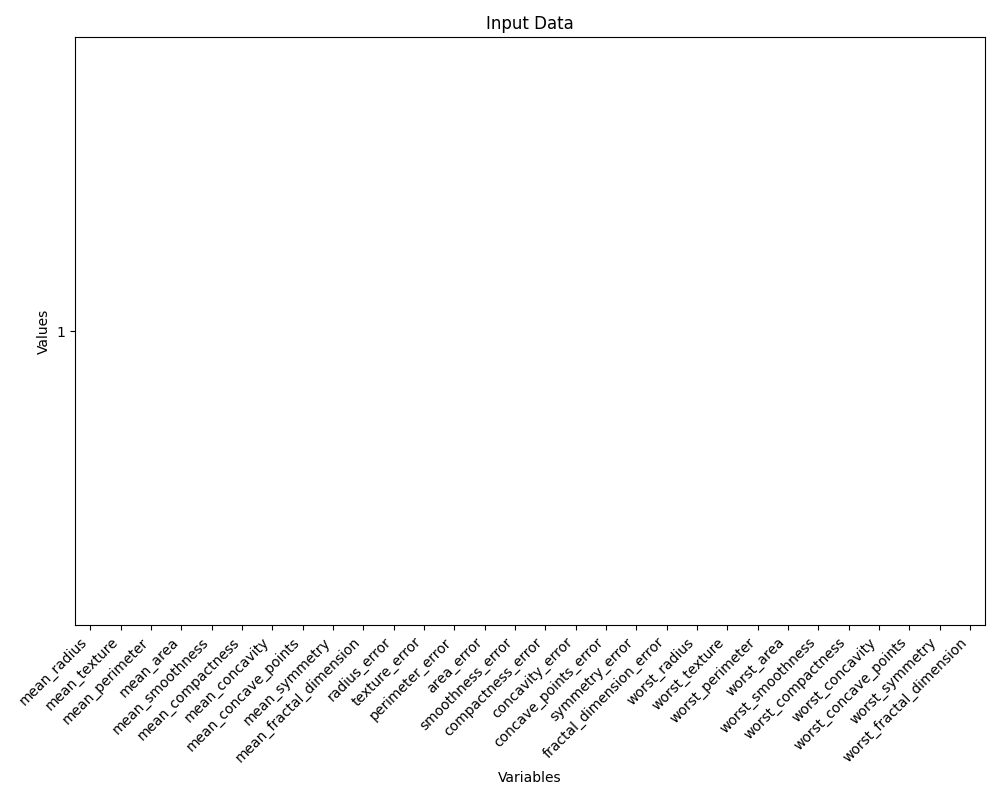 Input Data
Values
1
mean_radius
mean_texture
mean_perimeter
mean_area
mean_smoothness
mean_compactness
mean_concavity
mean_concave_points
mean_symmetry
mean_fractal_dimension
radius_error
texture_error
perimeter_error
area_error
smoothness_error
compactness_error
concavity_error
concave_points_error
symmetry_error
fractal_dimension_error
worst_radius
worst_texture
worst_perimeter
worst_area
worst_smoothness
worst_compactness
worst_concavity
worst_concave_points
worst_symmetry
worst_fractal_dimension
Variables